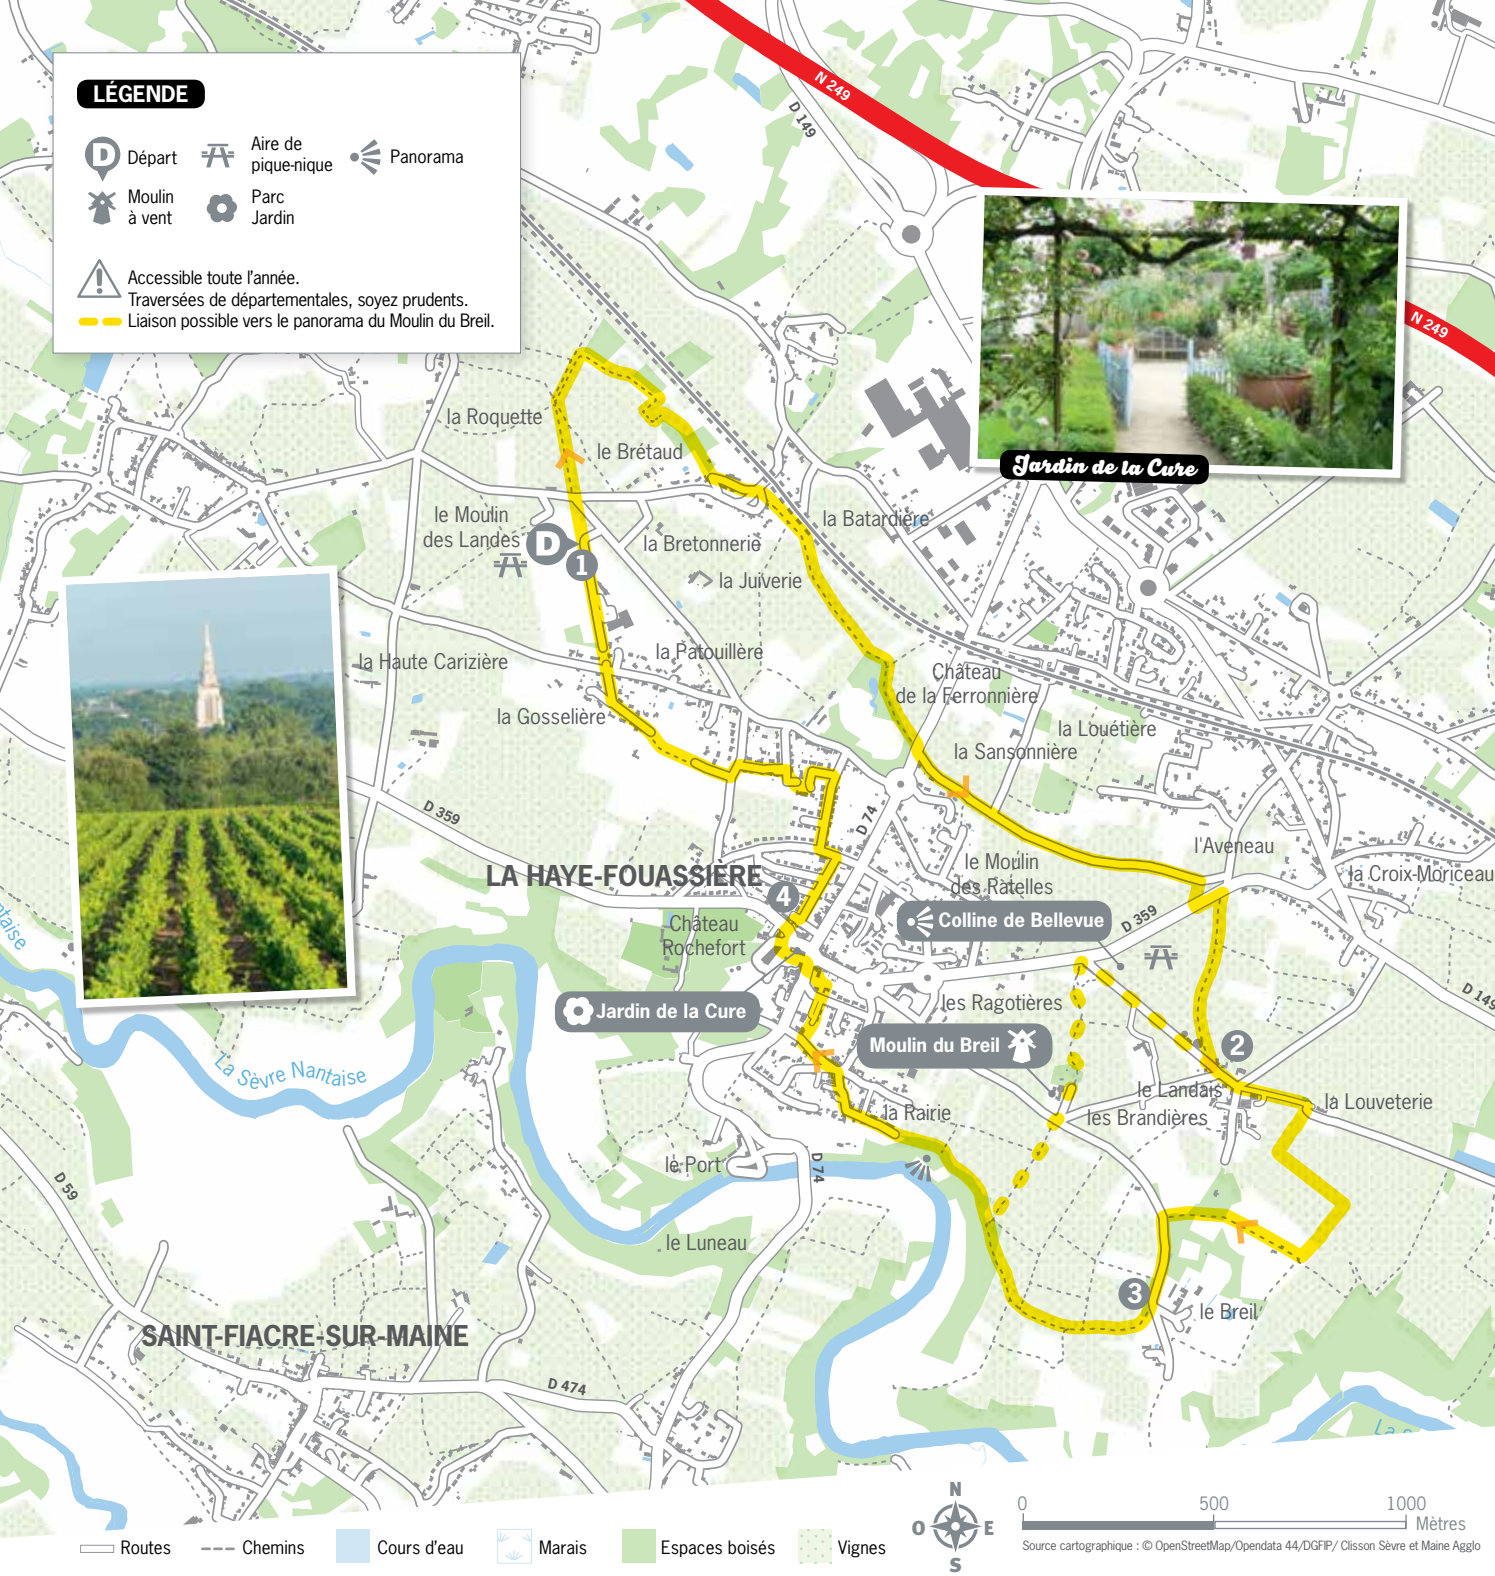 LÉGENDE
D Départ
Aire de
pique-nique
Panorama
Moulin
à vent
Parc
Jardin
Accessible toute l'année.
Traversées de départementales, soyez prudents.
Liaison possible vers le panorama du Moulin du Breil.
N 249
D 149
N 249
Jardin de la Cure
la Roquette
le Brétaud
le Moulin
des Landes
D
1
la Batardière
la Bretonnerie
la Juiverie
la Patouillère
la Haute Carizière
Château
de la Ferronnière
la Gosselière
la Louétière
la Sansonnière
D 359
D 74
l'Aveneau
le Moulin
des Ratelles
la Croix-Moriceau
LA HAYE-FOUASSIÈRE
4
Château
Rochefort
Colline de Bellevue
D 359
ntaise
Jardin de la Cure
les Ragotières
D 149
Moulin du Breil
2
La Sèvre Nantaise
le Landais
les Brandières
la Louveterie
la Rairie
le Port
D 74
D 59
le Luneau
3
le Breil
SAINT-FIACRE-SUR-MAINE
D 474
N
O E
S
0 500 1000
Mètres
Source cartographique : © OpenStreetMap/Opendata 44/DGFIP/ Clisson Sèvre et Maine Agglo
Routes
Chemins
Cours d'eau
Marais
Espaces boisés
Vignes